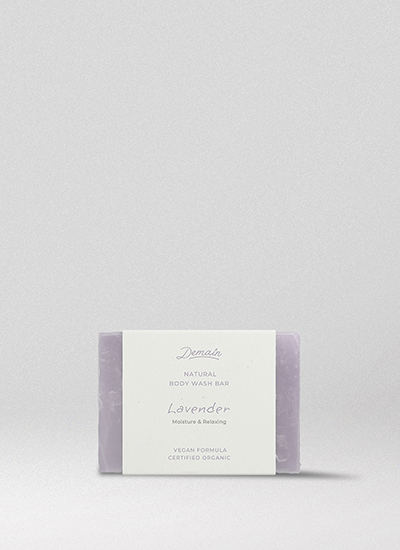 Demain
NATURAL
BODY WASH BAR
Lavender
Moisture & Relaxing
VEGAN FORMULA
CERTIFIED ORGANIC